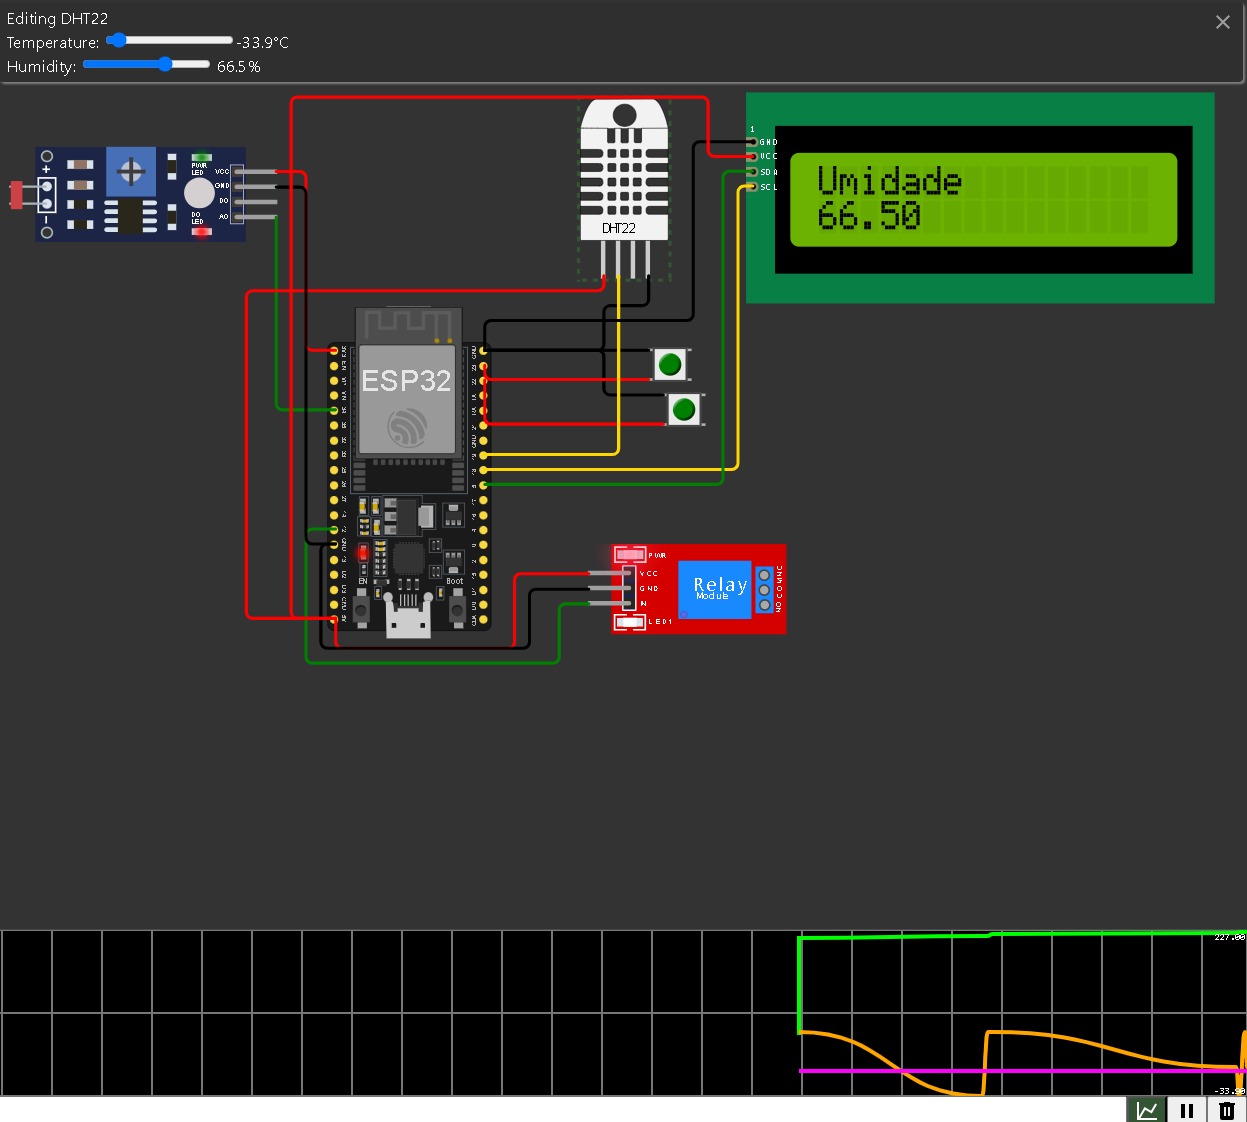 Editing DHT22
Temperature: -33.9°C
Humidity: 66.5%
PWR
LED
VCC
GND
DO
AO
DO
LED
DHT22
1
GND
VCC
SDA
SCL
Umidade
66.50
ESP32
EN
Boot
PWR
VCC
GND
IN
LED1
Relay
Module
NC
COM
NO
227.00
-33.90